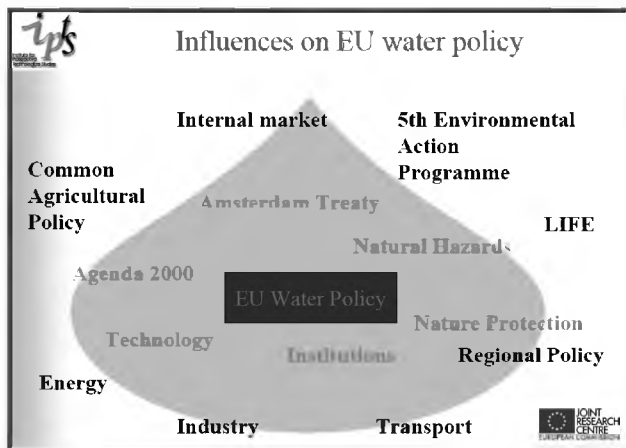 ipts
Influences on EU water policy
Internal market
5th Environmental
Action
Programme
Common
Agricultural
Policy
Amsterdam Treaty
LIFE
Natural Hazards
Agenda 2000
EU Water Policy
Nature Protection
Technology
Institutions
Regional Policy
Energy
Industry
Transport
JOINT
RESEARCH
CENTRE
EUROPEAN COMMISSION